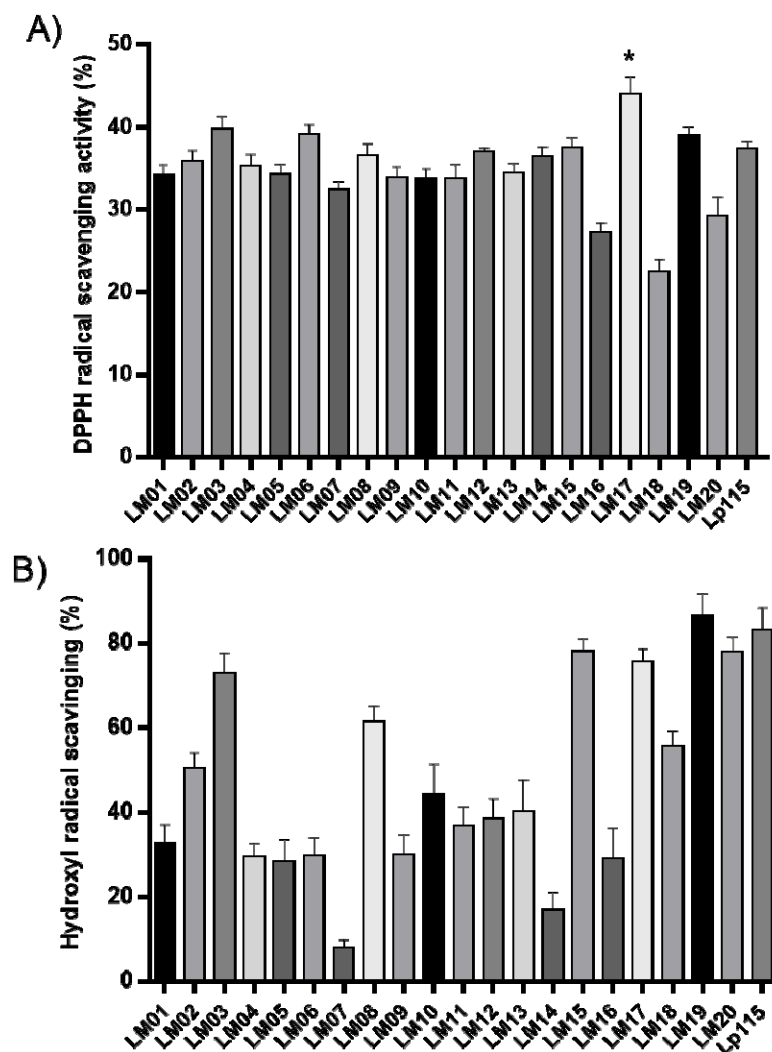 A)
DPPH radical scavenging activity (%)
50
40
30
20
10
0
*
LM01
LM02
LM03
LM04
LM05
LM06
LM07
LM08
LM09
LM10
LM11
LM12
LM13
LM14
LM15
LM16
LM17
LM18
LM19
LM20
Lp115
B)
Hydroxyl radical scavinging (%)
100
80
60
40
20
0
LM01
LM02
LM03
LM04
LM05
LM06
LM07
LM08
LM09
LM10
LM11
LM12
LM13
LM14
LM15
LM16
LM17
LM18
LM19
LM20
Lp115